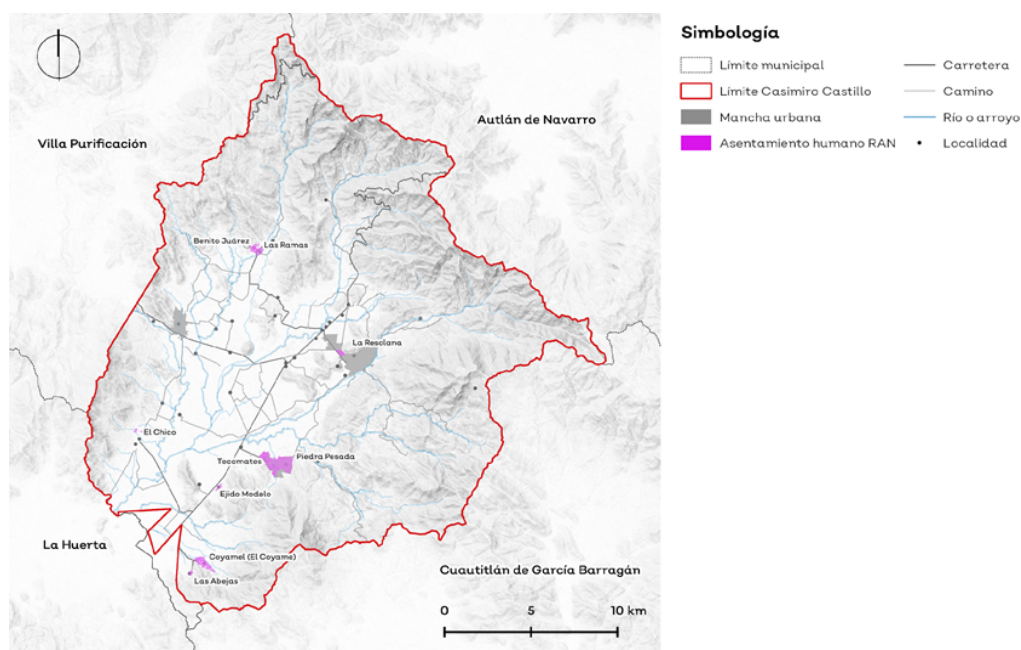 Simbología
Límite municipal
Carretera
Límite Casimiro Castillo
Camino
Mancha urbana
Río o arroyo
Asentamiento humano RAN
Localidad
Autlán de Navarro
Villa Purificación
Benito Juárez
Las Ramas
La Resolana
El Chico
Tecomates
Piedra Pesada
Ejido Modelo
La Huerta
Coyamel (El Coyame)
Cuautitlán de García Barragán
Las Abejas
0 5 10 km